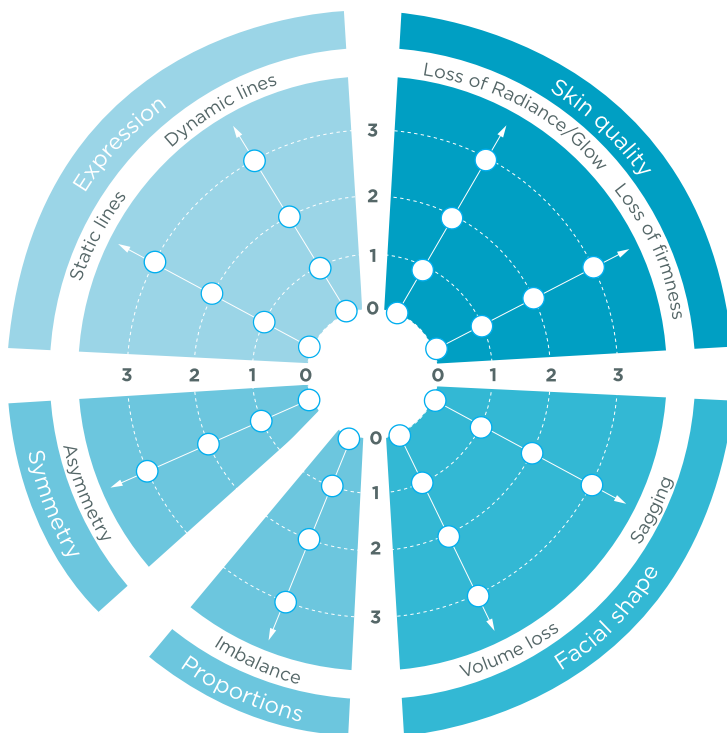 Expression
Dynamic lines
Static lines
Skin quality
Loss of Radiance/Glow
Loss of firmness
3
2
1
0
3 2 1 0
0 1 2 3
0
1
2
3
Symmetry
Asymmetry
Imbalance
Proportions
Sagging
Volume loss
Facial shape